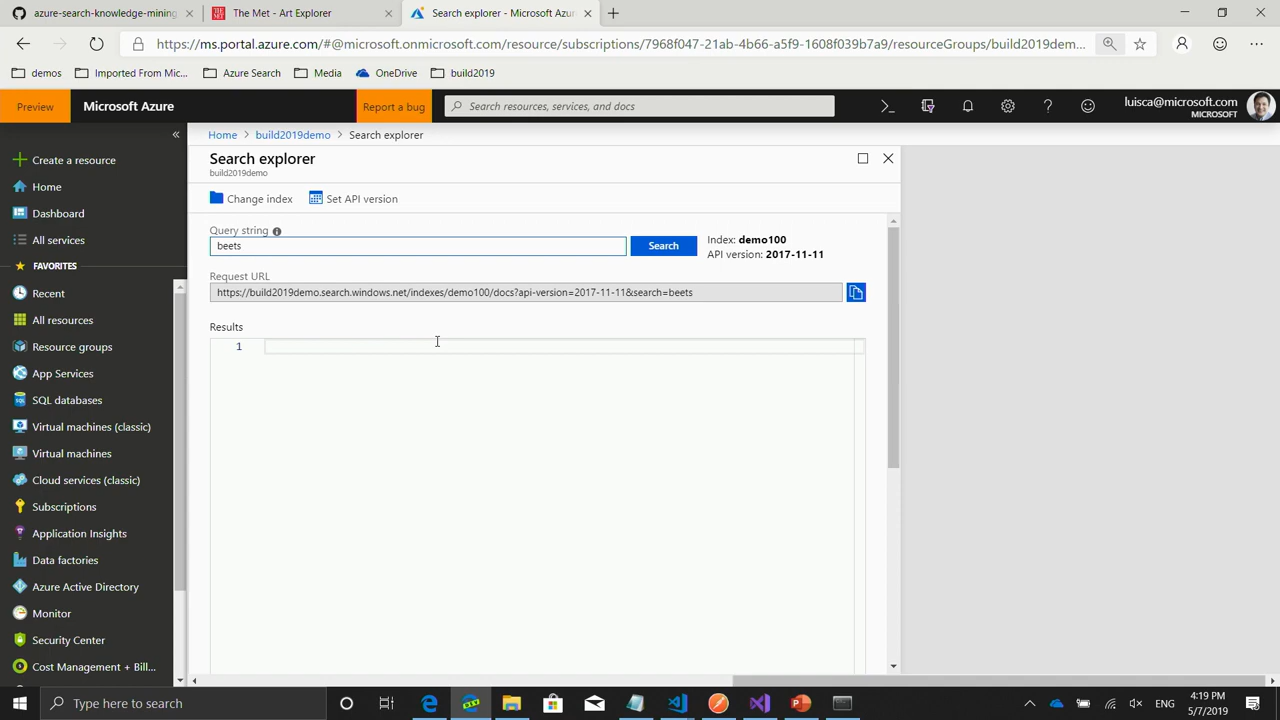 azure-search-knowledge-mining
The Met - Art Explorer
Search explorer - Microsoft Azu
https://ms.portal.azure.com/#@microsoft.onmicrosoft.com/resource/subscriptions/7968f047-21ab-4b66-a5f9-1608f039b7a9/resourceGroups/build2019dem...
demos
Imported From Mic...
Azure Search
Media
OneDrive
build2019
Preview
Microsoft Azure
Report a bug
Search resources, services, and docs
luisca@microsoft.com
MICROSOFT
Create a resource
Home
Dashboard
All services
FAVORITES
Recent
All resources
Resource groups
App Services
SQL databases
Virtual machines (classic)
Virtual machines
Cloud services (classic)
Subscriptions
Application Insights
Data factories
Azure Active Directory
Monitor
Security Center
Cost Management + Bill...
Home > build2019demo > Search explorer
Search explorer
build2019demo
Change index
Set API version
Query string
beets
Search
Index: demo100
API version: 2017-11-11
Request URL
https://build2019demo.search.windows.net/indexes/demo100/docs?api-version=2017-11-11&search=beets
Results
1
Type here to search
ENG
4:19 PM
5/7/2019